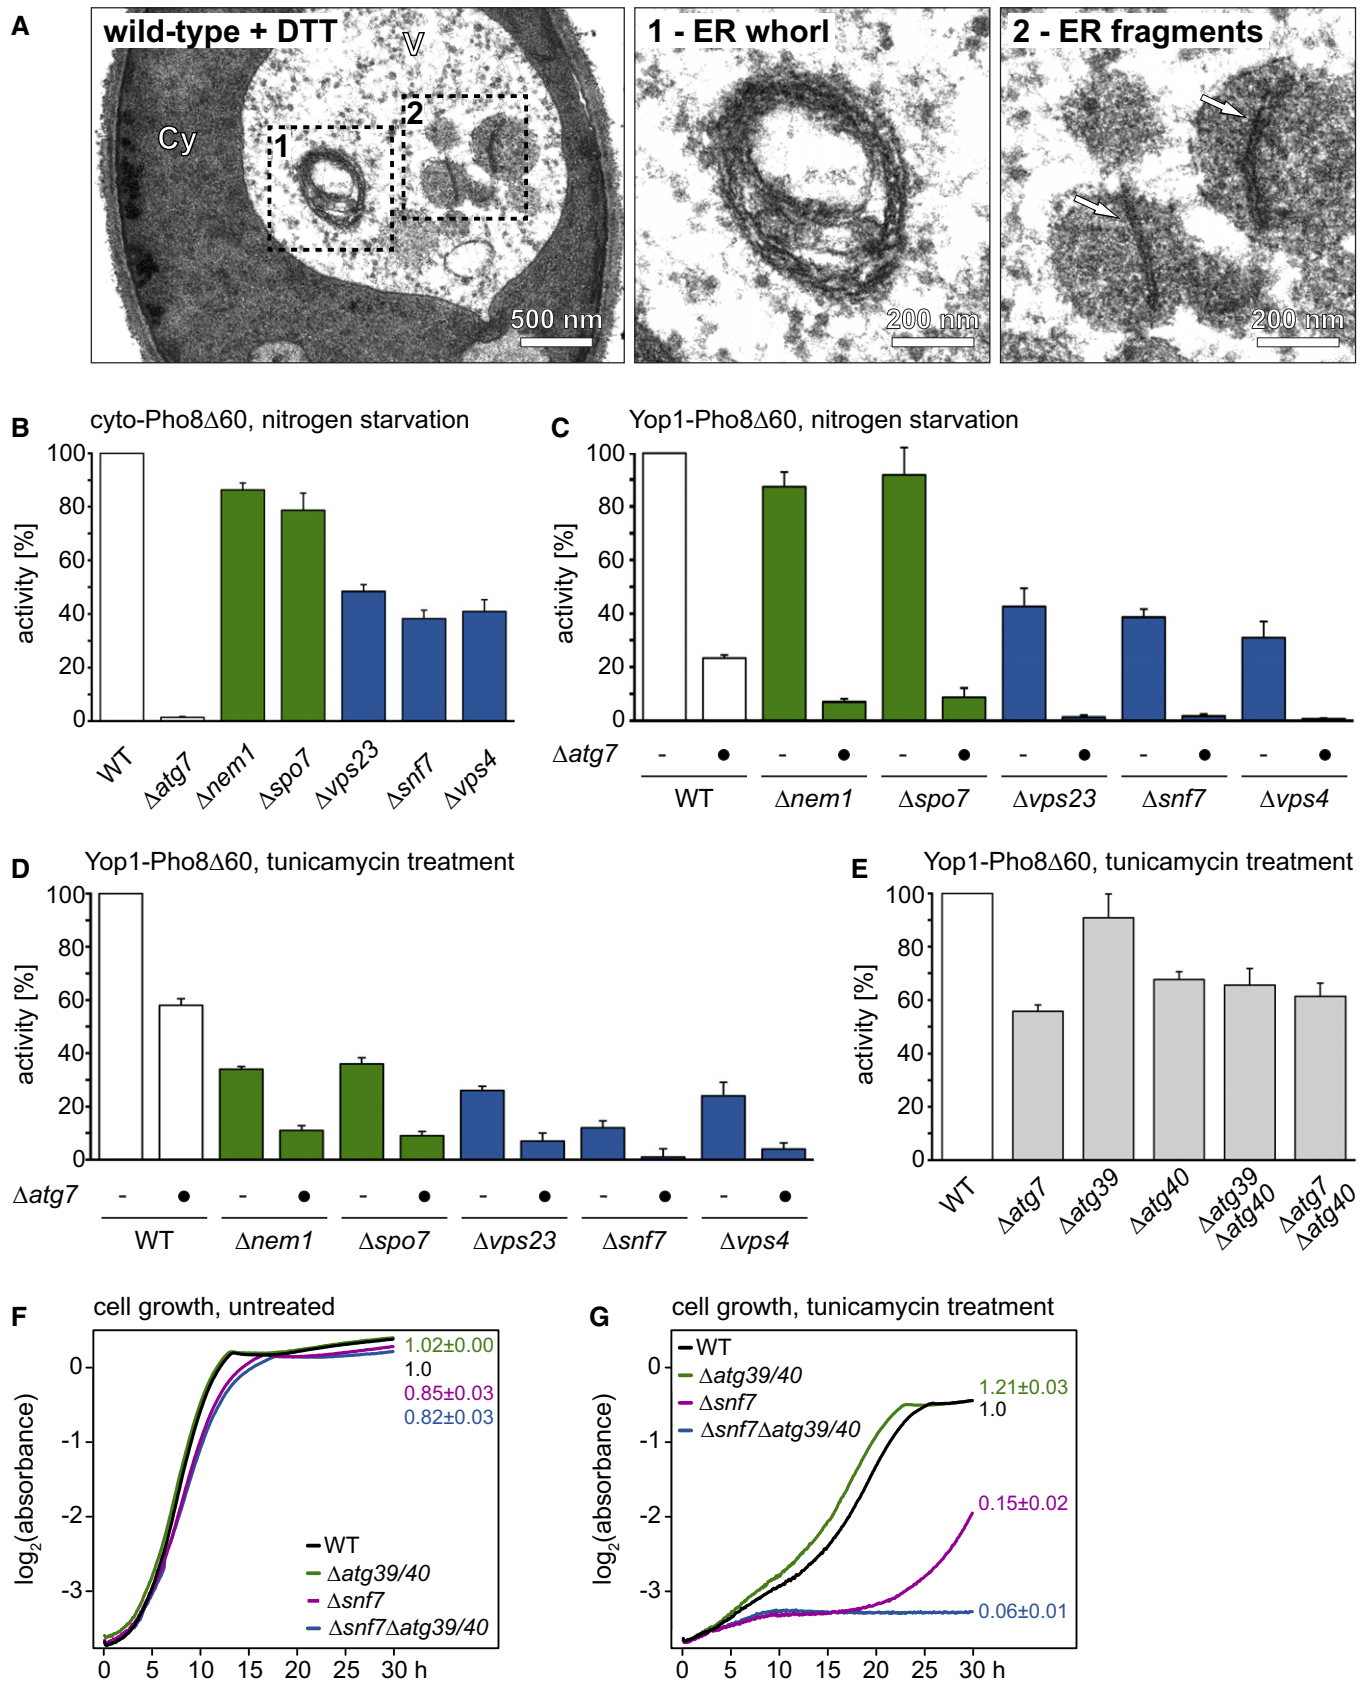 A
wild-type + DTT
V
Cy
1
2
500 nm
1 - ER whorl
200 nm
2 - ER fragments
200 nm
B
cyto-Pho8Δ60, nitrogen starvation
activity [%]
100
80
60
40
20
0
WT
Δatg7
Δnem1
Δspo7
Δvps23
Δsnf7
Δvps4
C
Yop1-Pho8Δ60, nitrogen starvation
activity [%]
100
80
60
40
20
0
Δatg7 - ● - ● - ● - ● - ● - ●
WT Δnem1 Δspo7 Δvps23 Δsnf7 Δvps4
D
Yop1-Pho8Δ60, tunicamycin treatment
activity [%]
100
80
60
40
20
0
Δatg7 - ● - ● - ● - ● - ● - ●
WT Δnem1 Δspo7 Δvps23 Δsnf7 Δvps4
E
Yop1-Pho8Δ60, tunicamycin treatment
activity [%]
100
80
60
40
20
0
WT
Δatg7
Δatg39
Δatg40
Δatg39
Δatg40
Δatg7
Δatg40
F
cell growth, untreated
log2(absorbance)
0
-1
-2
-3
1.02±0.00
1.0
0.85±0.03
0.82±0.03
WT
Δatg39/40
Δsnf7
Δsnf7Δatg39/40
0 5 10 15 20 25 30 h
G
cell growth, tunicamycin treatment
log2(absorbance)
0
-1
-2
-3
WT
Δatg39/40
Δsnf7
Δsnf7Δatg39/40
1.21±0.03
1.0
0.15±0.02
0.06±0.01
0 5 10 15 20 25 30 h